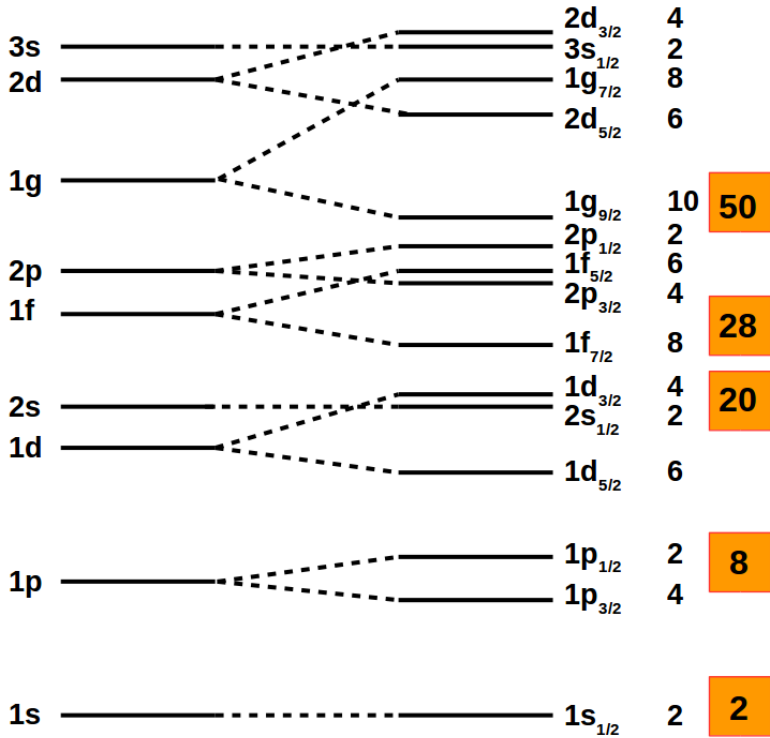 2d3/2 4
3s 3s1/2 2
2d 1g7/2 8
2d5/2 6
1g 1g9/2 10 50
2p1/2 2
2p 1f5/2 6
2p3/2 4
1f 28
1f7/2 8
1d3/2 4 20
2s 2s1/2 2
1d 1d5/2 6
1p1/2 2 8
1p 1p3/2 4
1s 1s1/2 2 2